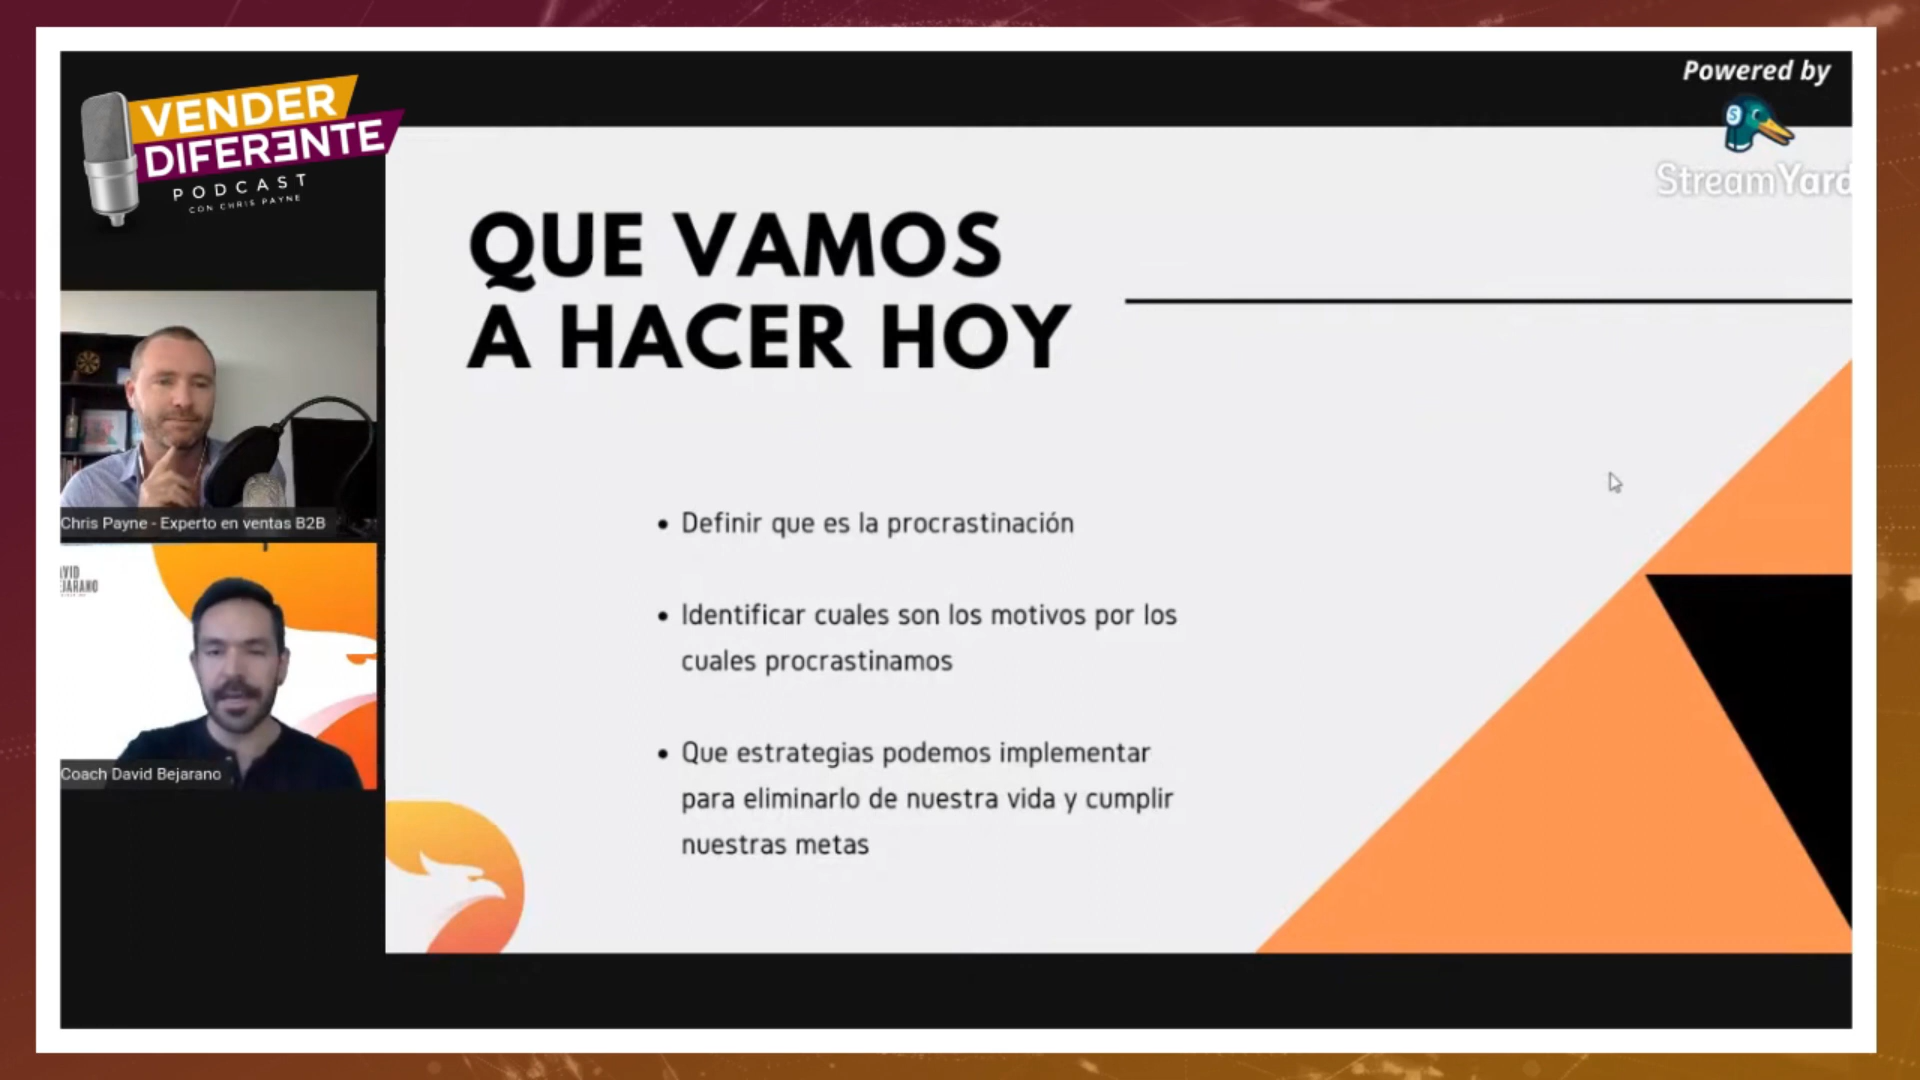 VENDER
DIFERƎNTE
PODCAST
CON CHRIS PAYNE
Powered by
StreamYard
QUE VAMOS
A HACER HOY
• Definir que es la procrastinación
• Identificar cuales son los motivos por los
cuales procrastinamos
• Que estrategias podemos implementar
para eliminarlo de nuestra vida y cumplir
nuestras metas
Chris Payne - Experto en ventas B2B
Coach David Bejarano